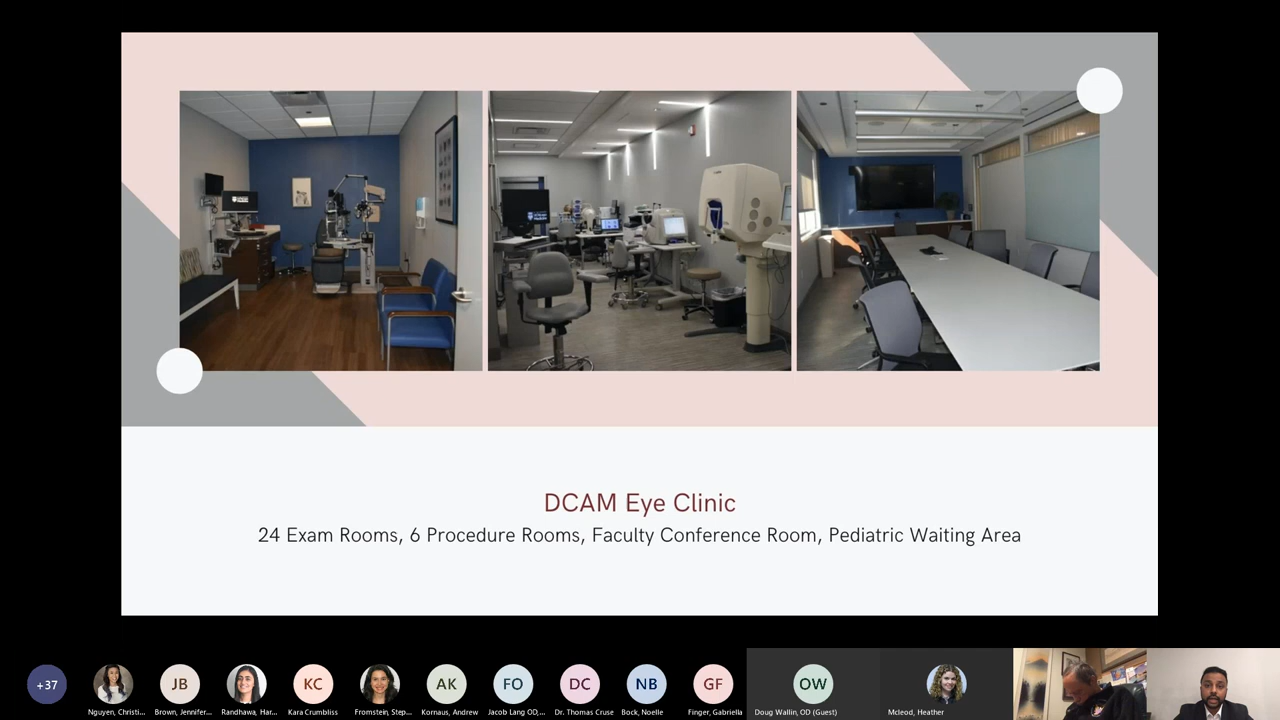 DCAM Eye Clinic
24 Exam Rooms, 6 Procedure Rooms, Faculty Conference Room, Pediatric Waiting Area
+37
Nguyen, Christi...
JB
Brown, Jennifer...
Randhawa, Har...
KC
Kara Crumbliss
Fromstein, Step...
AK
Kornaus, Andrew
FO
Jacob Lang OD,...
DC
Dr. Thomas Cruse
NB
Bock, Noelle
GF
Finger, Gabriella
OW
Doug Wallin, OD (Guest)
Mcleod, Heather